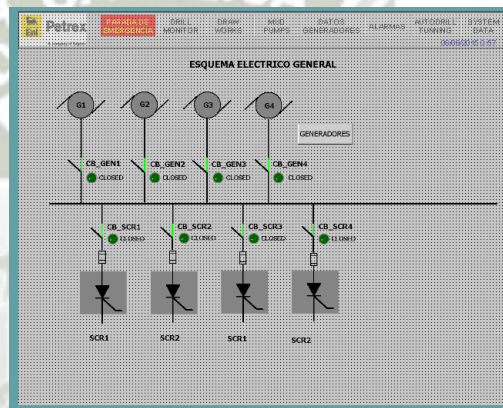 Eni
Petrex
PARADA DE EMERGENCIA
DRILL MONITOR
DRAW WORKS
MUD PUMPS
DATOS GENERADORES
ALARMAS
AUTODRILL TUNNING
SYSTEM DATA
ESQUEMA ELECTRICO GENERAL
G1
G2
G3
G4
GENERADORES
CB_GEN1
CB_GEN2
CB_GEN3
CB_GEN4
CLOSED
CLOSED
CLOSED
CLOSED
CB_SCR1
CB_SCR2
CB_SCR3
CB_SCR4
CLOSED
CLOSED
CLOSED
CLOSED
SCR1
SCR2
SCR1
SCR2